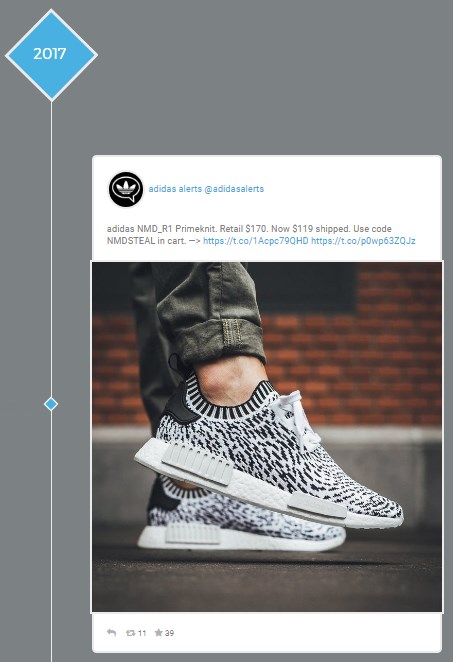 2017
adidas alerts @adidasalerts
adidas NMD_R1 Primeknit. Retail $170. Now $119 shipped. Use code
NMDSTEAL in cart. —> https://t.co/1Acpc79QHD https://t.co/p0wp63ZQJz
11 39